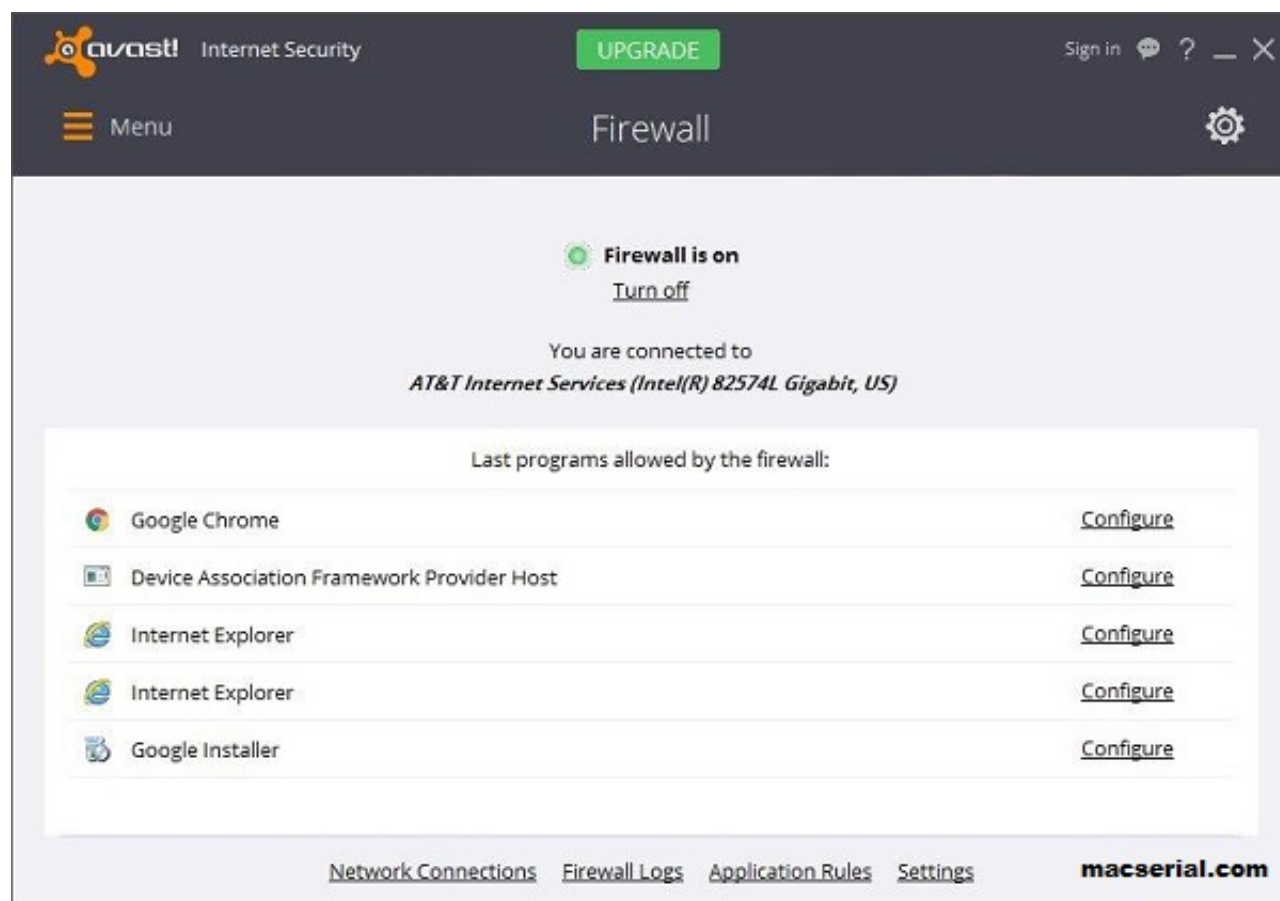 avast! Internet Security UPGRADE Sign in ?
Menu Firewall
Firewall is on
Turn off
You are connected to
AT&T Internet Services (Intel(R) 82574L Gigabit, US)
Last programs allowed by the firewall:
Google Chrome Configure
Device Association Framework Provider Host Configure
Internet Explorer Configure
Internet Explorer Configure
Google Installer Configure
Network Connections Firewall Logs Application Rules Settings macserial.com